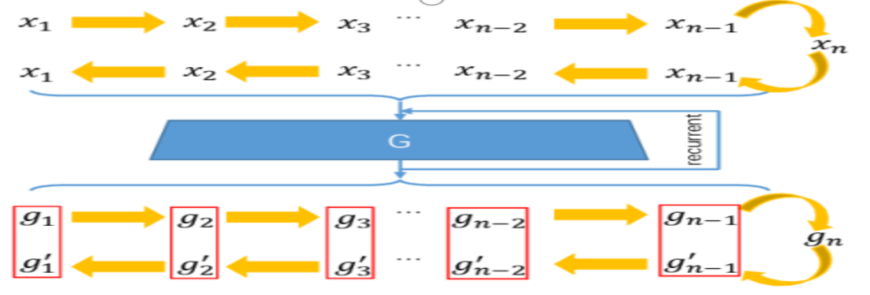 x₁ x₂ x₃ ... xₙ₋₂ xₙ₋₁
xₙ
x₁ x₂ x₃ ... xₙ₋₂ xₙ₋₁
G
recurrent
g₁ g₂ g₃ ... gₙ₋₂ gₙ₋₁
gₙ
g′₁ g′₂ g′₃ ... g′ₙ₋₂ g′ₙ₋₁